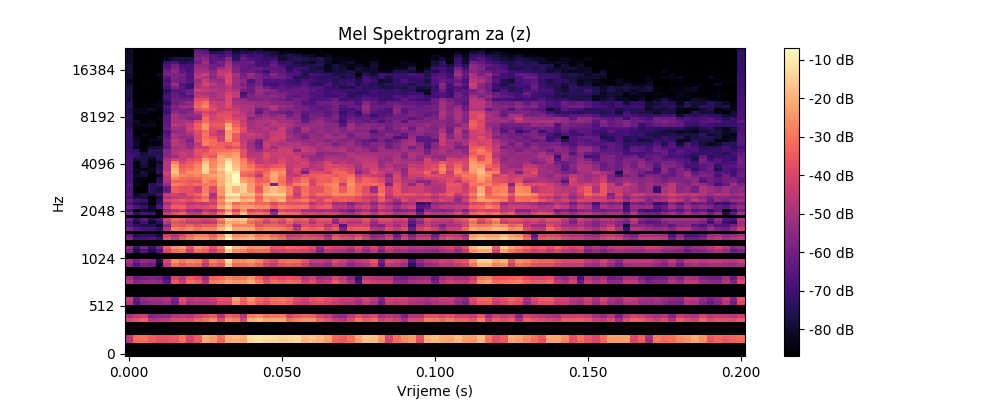 Mel Spektrogram za (z)
Hz
16384
8192
4096
2048
1024
512
0
0.000 0.050 0.100 0.150 0.200
Vrijeme (s)
-10 dB
-20 dB
-30 dB
-40 dB
-50 dB
-60 dB
-70 dB
-80 dB